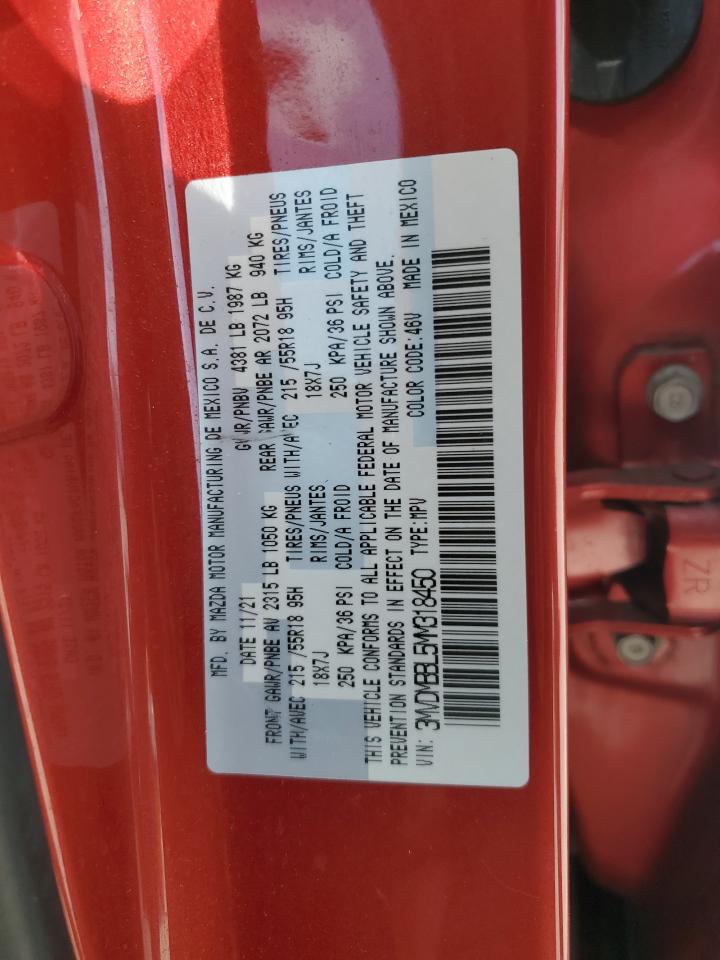 MFD. BY MAZDA MOTOR MANUFACTURING DE MEXICO S.A. DE C.V.
DATE 11/21 GVWR/PNBV 4381 LB 1987 KG
FRONT GAWR/PNBE AV 2315 LB 1050 KG REAR GAWR/PNBE AR 2072 LB 940 KG
WITH/AVEC 215 /55R18 95H TIRES/PNEUS WITH/AVEC 215 /55R18 95H TIRES/PNEUS
18X7J RIMS/JANTES 18X7J RIMS/JANTES
250 KPA/36 PSI COLD/A FROID 250 KPA/36 PSI COLD/A FROID
THIS VEHICLE CONFORMS TO ALL APPLICABLE FEDERAL MOTOR VEHICLE SAFETY AND THEFT
PREVENTION STANDARDS IN EFFECT ON THE DATE OF MANUFACTURE SHOWN ABOVE.
VIN: 3MVDMBBL5MM318450 TYPE:MPV COLOR CODE:46V MADE IN MEXICO
ZR